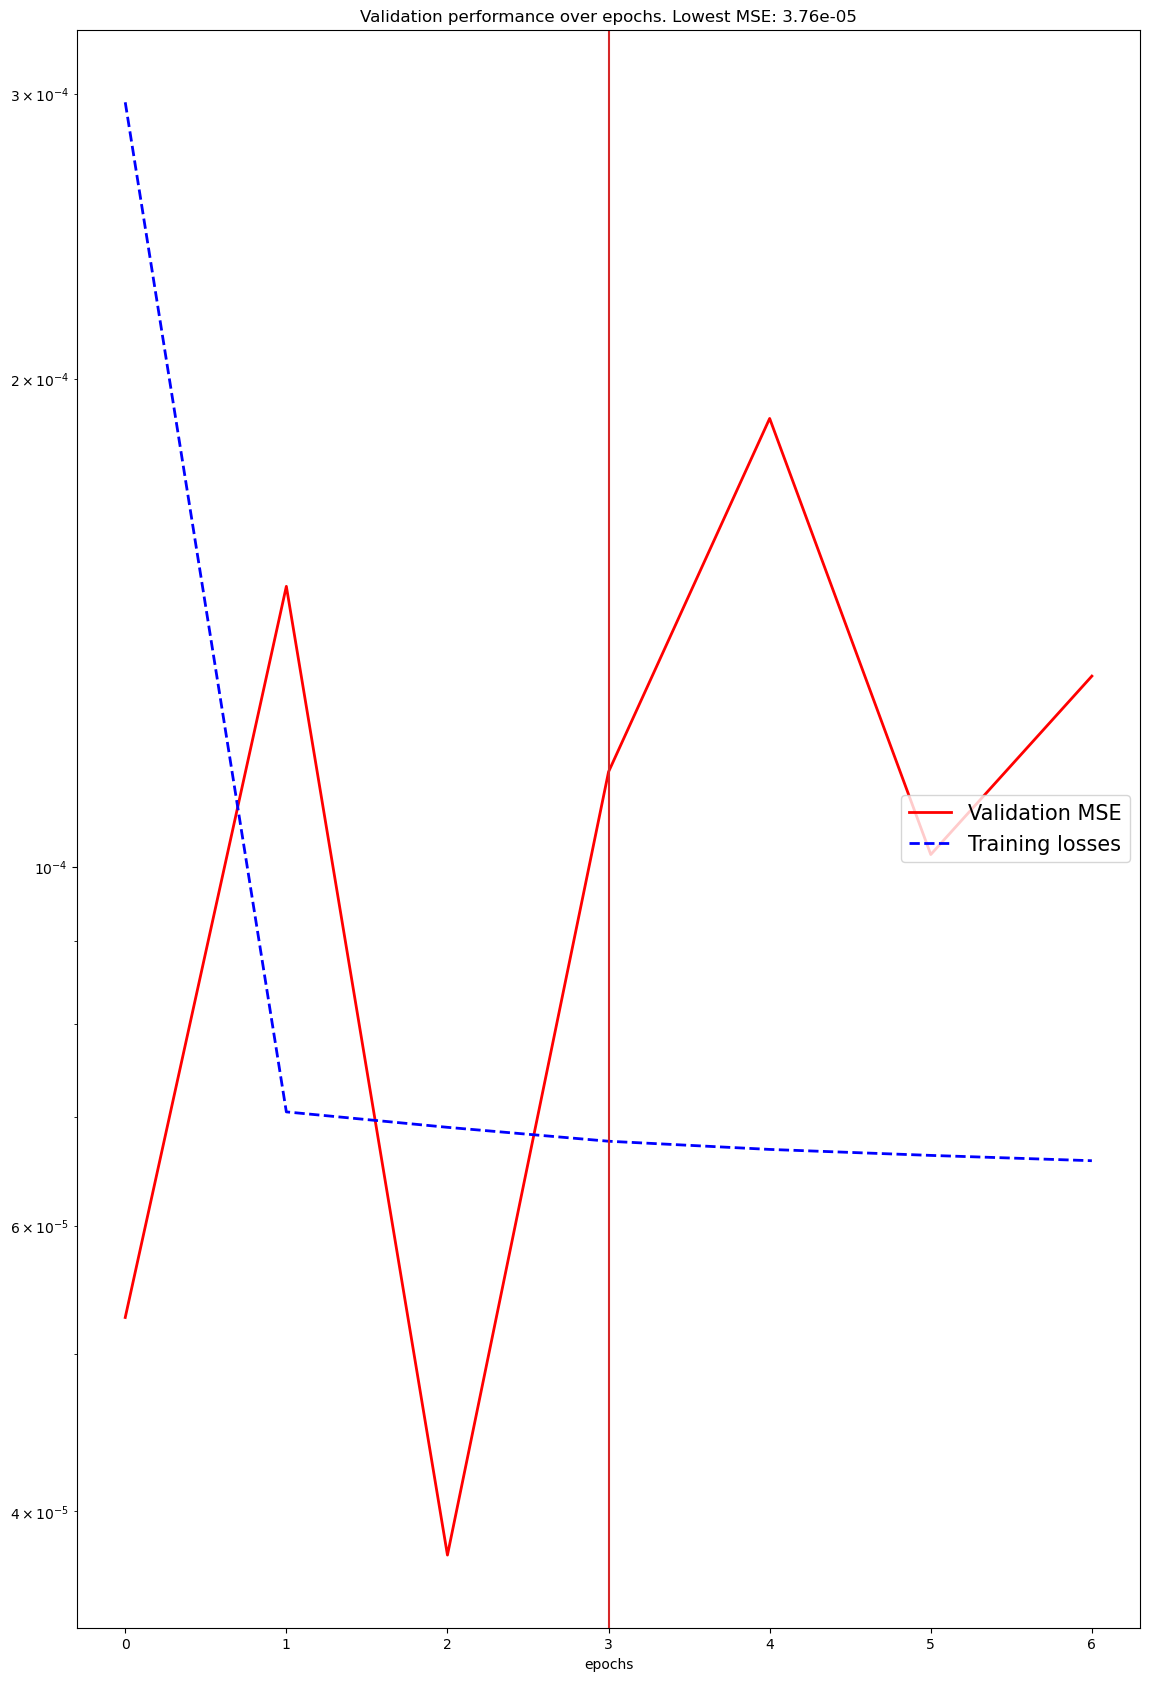 Validation performance over epochs. Lowest MSE: 3.76e-05
3 × 10⁻⁴
2 × 10⁻⁴
10⁻⁴
6 × 10⁻⁵
4 × 10⁻⁵
Validation MSE
Training losses
0 1 2 3 4 5 6
epochs